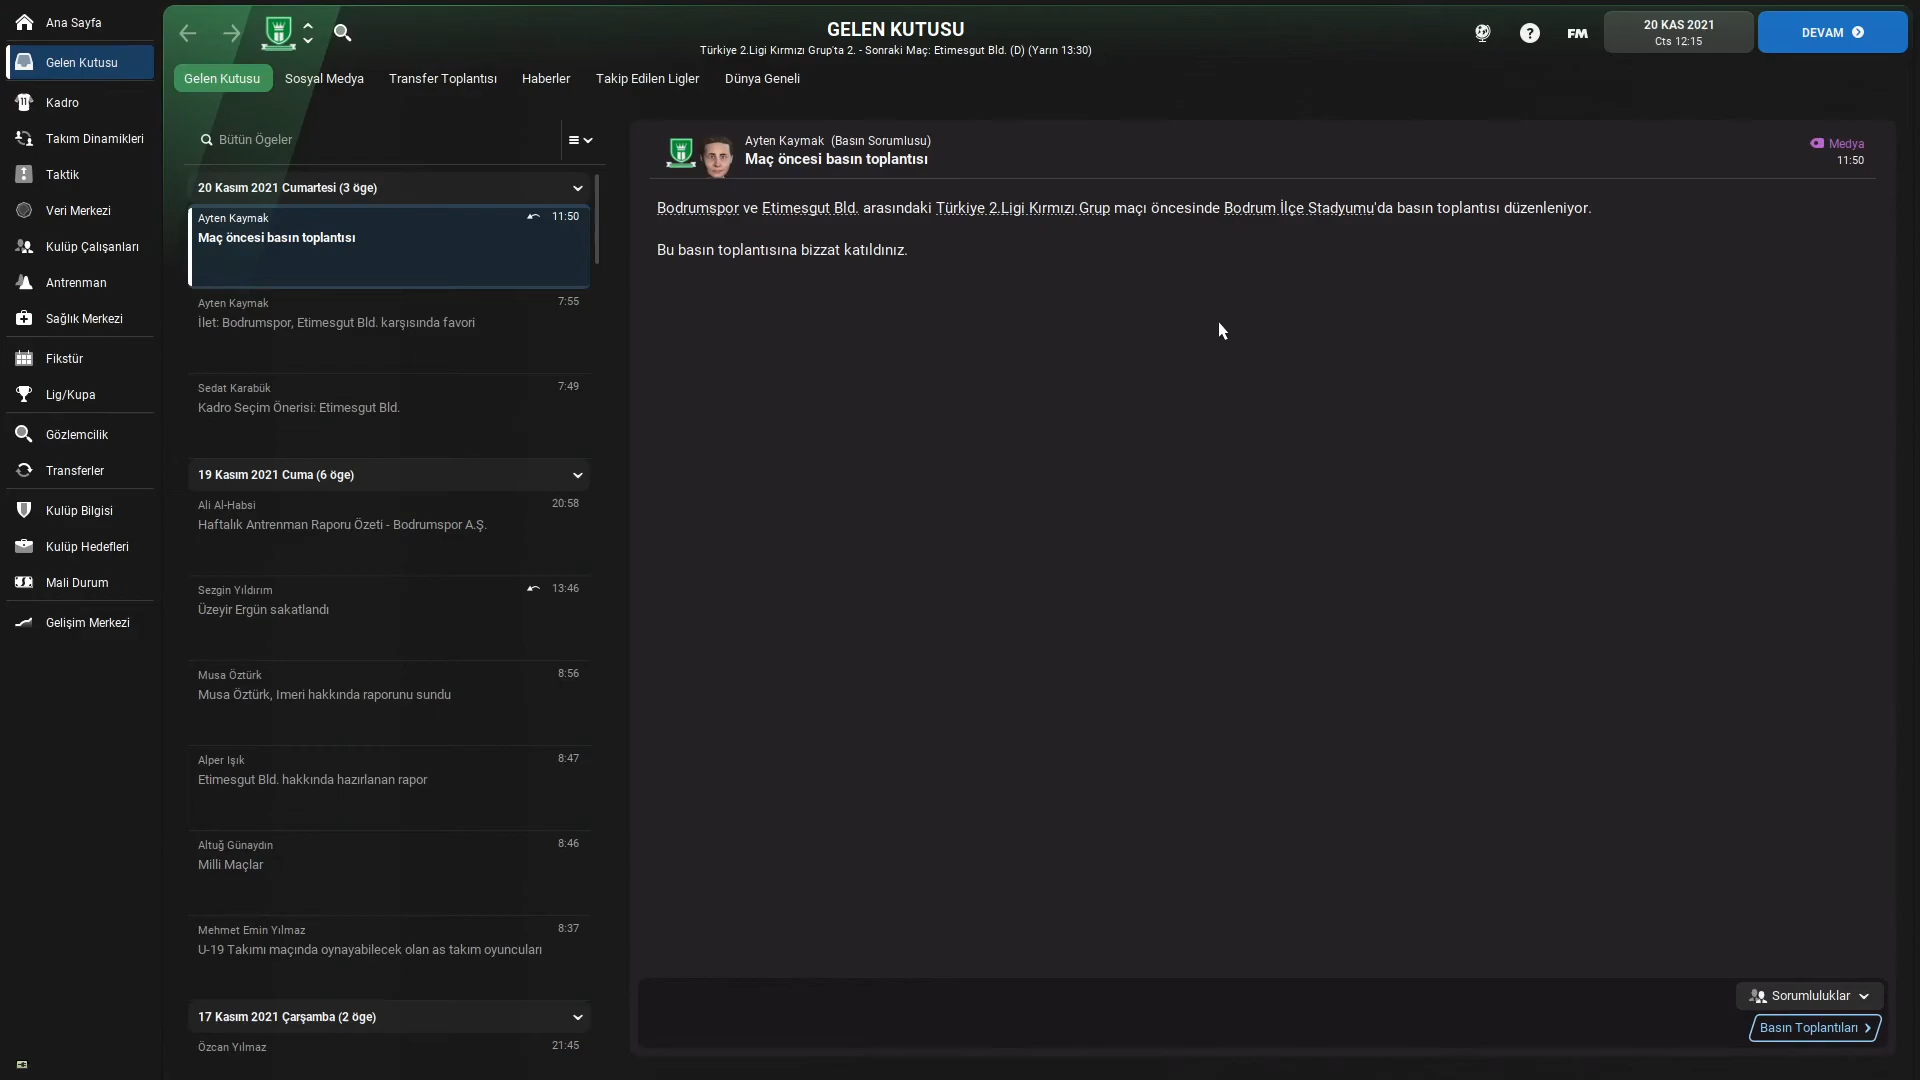 Ana Sayfa
Gelen Kutusu
Kadro
Takım Dinamikleri
Taktik
Veri Merkezi
Kulüp Çalışanları
Antrenman
Sağlık Merkezi
Fikstür
Lig/Kupa
Gözlemcilik
Transferler
Kulüp Bilgisi
Kulüp Hedefleri
Mali Durum
Gelişim Merkezi
GELEN KUTUSU
Türkiye 2.Ligi Kırmızı Grup'ta 2. - Sonraki Maç: Etimesgut Bld. (D) (Yarın 13:30)
FM
20 KAS 2021
Cts 12:15
DEVAM
Gelen Kutusu
Sosyal Medya
Transfer Toplantısı
Haberler
Takip Edilen Ligler
Dünya Geneli
Bütün Ögeler
20 Kasım 2021 Cumartesi (3 öge)
Ayten Kaymak 11:50
Maç öncesi basın toplantısı
Ayten Kaymak 7:55
İlet: Bodrumspor, Etimesgut Bld. karşısında favori
Sedat Karabük 7:49
Kadro Seçim Önerisi: Etimesgut Bld.
19 Kasım 2021 Cuma (6 öge)
Ali Al-Habsi 20:58
Haftalık Antrenman Raporu Özeti - Bodrumspor A.Ş.
Sezgin Yıldırım 13:46
Üzeyir Ergün sakatlandı
Musa Öztürk 8:56
Musa Öztürk, Imeri hakkında raporunu sundu
Alper Işık 8:47
Etimesgut Bld. hakkında hazırlanan rapor
Altuğ Günaydın 8:46
Milli Maçlar
Mehmet Emin Yılmaz 8:37
U-19 Takımı maçında oynayabilecek olan as takım oyuncuları
17 Kasım 2021 Çarşamba (2 öge)
Özcan Yılmaz 21:45
Ayten Kaymak (Basın Sorumlusu)
Maç öncesi basın toplantısı
Medya
11:50
Bodrumspor ve Etimesgut Bld. arasındaki Türkiye 2.Ligi Kırmızı Grup maçı öncesinde Bodrum İlçe Stadyumu'da basın toplantısı düzenleniyor.
Bu basın toplantısına bizzat katıldınız.
Sorumluluklar
Basın Toplantıları